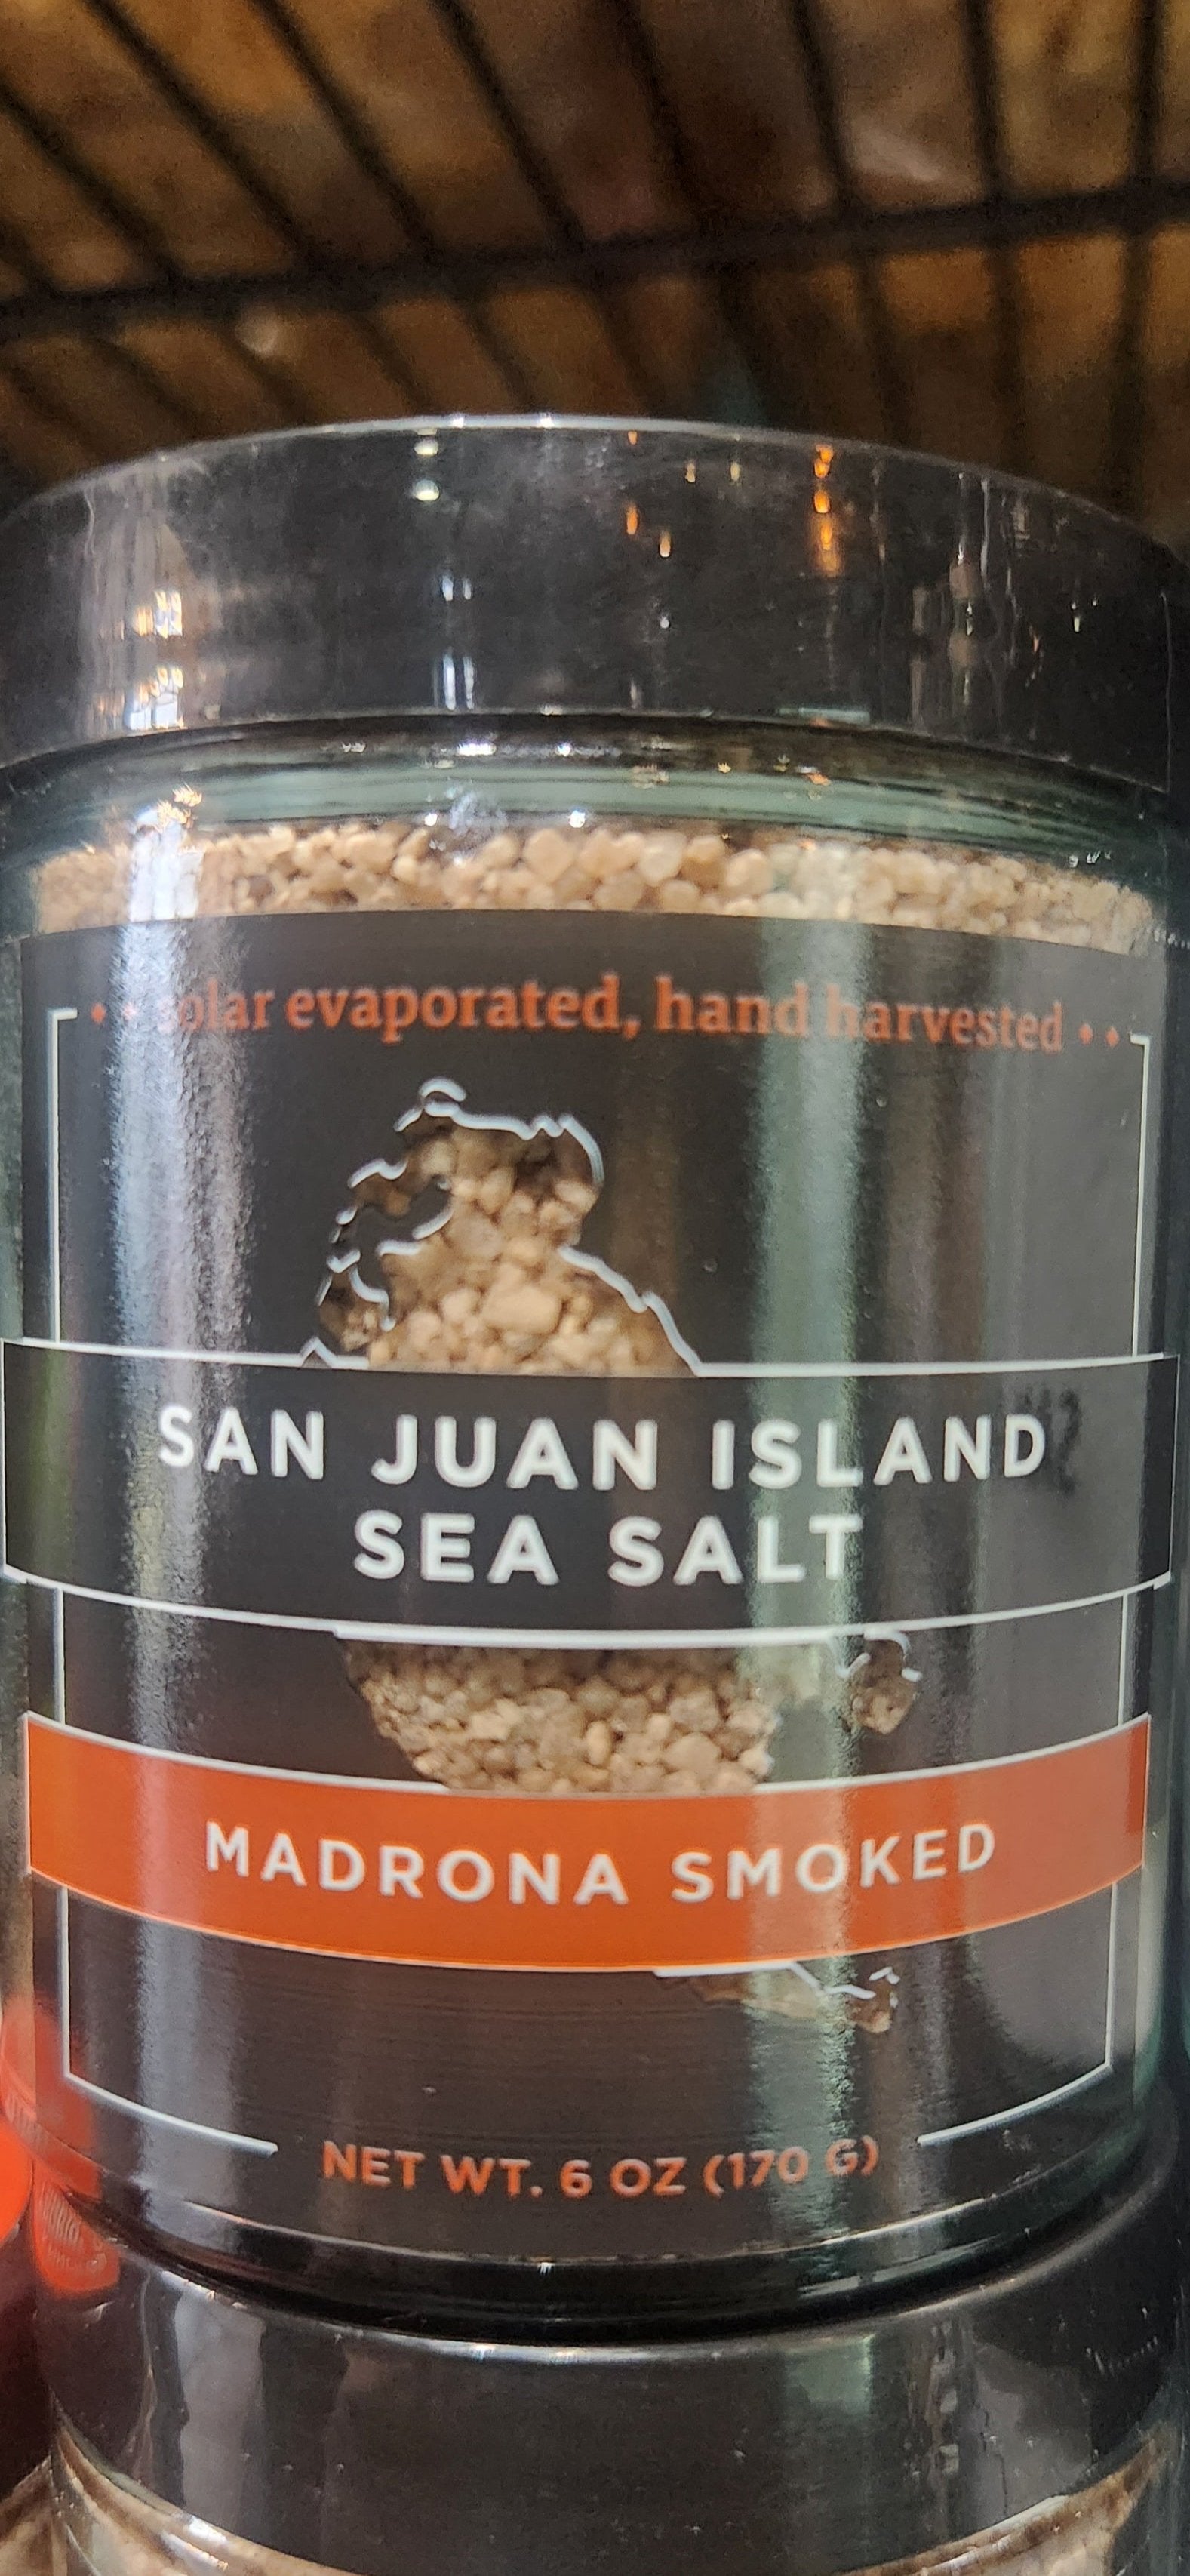 solar evaporated, hand harvested
SAN JUAN ISLAND
SEA SALT
MADRONA SMOKED
NET WT. 6 OZ (170 G)